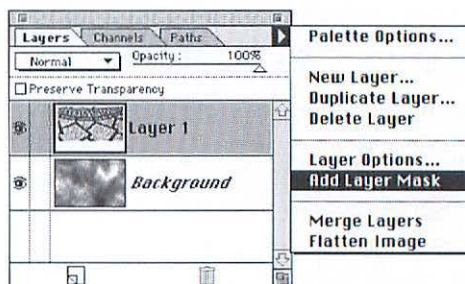 Layers Channels Paths
Normal Opacity: 100%
Preserve Transparency
Layer 1
Background
Palette Options...
New Layer...
Duplicate Layer...
Delete Layer
Layer Options...
Add Layer Mask
Merge Layers
Flatten Image